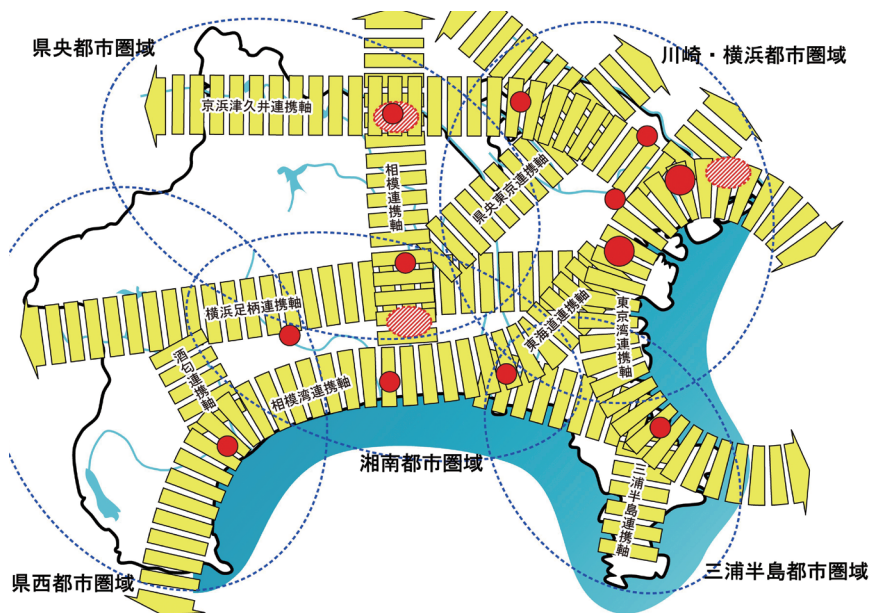 県央都市圏域
川崎・横浜都市圏域
京浜津久井連携軸
相模連携軸
県央東京連携軸
横浜足柄連携軸
東海道連携軸
東京湾連携軸
酒匂連携軸
相模湾連携軸
湘南都市圏域
三浦半島連携軸
県西都市圏域
三浦半島都市圏域